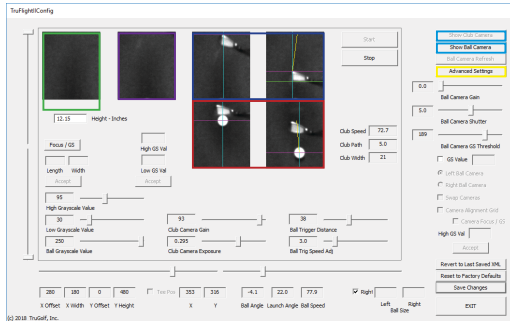 TruFlightIIConfig
Start
Stop
Show Club Camera
Show Ball Camera
Ball Camera Refresh
Advanced Settings
0.0
Ball Camera Gain
5.0
Ball Camera Shutter
189
Ball Camera GS Threshold
GS Value
Left Ball Camera
Right Ball Camera
Swap Cameras
Camera Alignment Grid
Camera Focus / GS
High GS Val
Accept
Revert to Last Saved XML
Reset to Factory Defaults
Save Changes
EXIT
12.15 Height - Inches
Club Speed 72.7
Club Path 5.0
Club Width 21
Focus / GS
High GS Val
Length Width
Low GS Val
Accept Accept
95
High Grayscale Value
30
Low Grayscale Value
250
Ball Grayscale Value
93
Club Camera Gain
0.295
Club Camera Exposure
38
Ball Trigger Distance
3.0
Ball Trig Speed Adj
280 180 0 480 Tee Pos 353 316 -4.1 22.0 77.9 Right
X Offset X Width Y Offset Y Height X Y Ball Angle Launch Angle Ball Speed Left Right
Ball Size
(c) 2018 TruGolf, Inc.